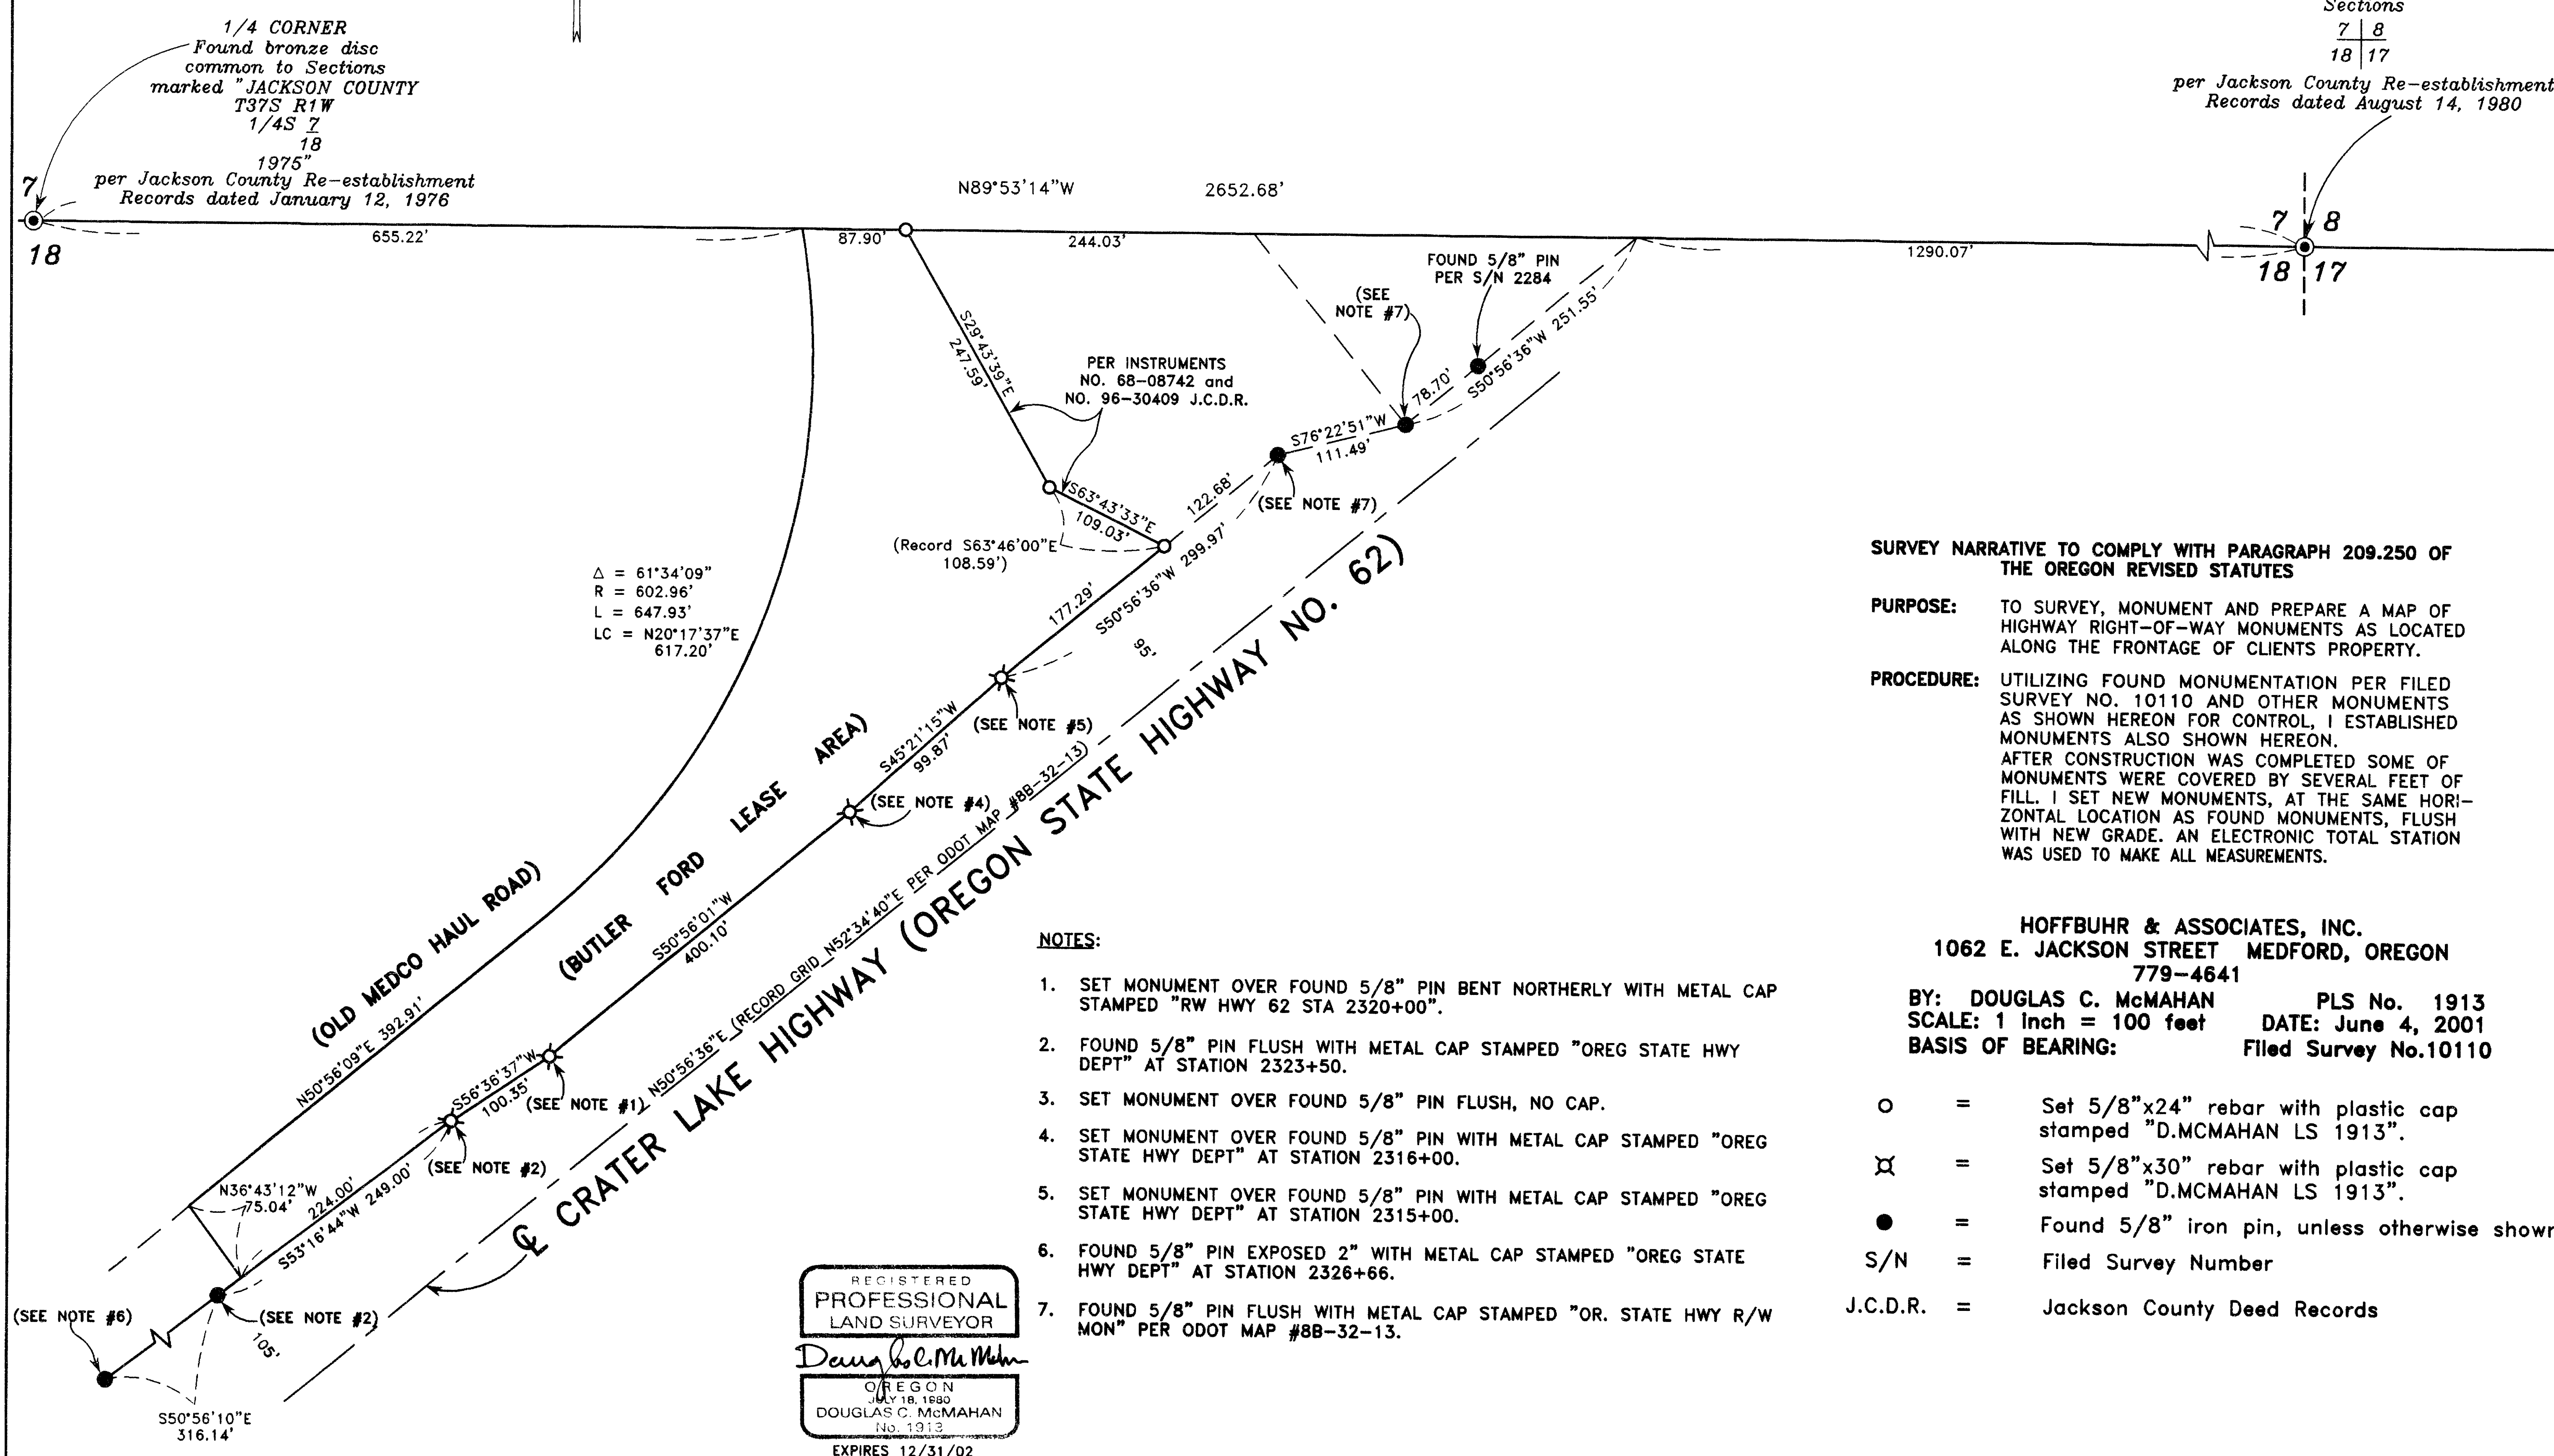 1/4 CORNER
Found bronze disc
common to Sections
marked "JACKSON COUNTY
T37S R1W
1/4S 7
18
1975"
per Jackson County Re-establishment
Records dated January 12, 1976
Sections
7 8
18 17
per Jackson County Re-establishment
Records dated August 14, 1980
7
18
N89°53'14"W 2652.68'
655.22'
87.90'
244.03'
1290.07'
7 8
18 17
FOUND 5/8" PIN
PER S/N 2284
(SEE
NOTE #7)
S29°43'39"E
247.59'
PER INSTRUMENTS
NO. 68-08742 and
NO. 96-30409 J.C.D.R.
78.70'
S50°56'36"W 251.55'
S76°22'51"W
111.49'
(SEE NOTE #7)
122.68'
S63°43'33"E
109.03'
(Record S63°46'00"E
108.59')
S50°56'36"W 299.97'
177.29'
95'
Δ = 61°34'09"
R = 602.96'
L = 647.93'
LC = N20°17'37"E
617.20'
(SEE NOTE #5)
S45°21'15"W
99.87'
(SEE NOTE #4)
(BUTLER FORD LEASE AREA)
(OLD MEDCO HAUL ROAD)
N50°56'09"E 392.91'
S50°56'01"W
400.10'
N50°56'36"E (RECORD GRID N52°34'40"E PER ODOT MAP #8B-32-13)
℄ CRATER LAKE HIGHWAY (OREGON STATE HIGHWAY NO. 62)
S56°36'37"W
100.35'
(SEE NOTE #1)
(SEE NOTE #2)
N36°43'12"W
75.04'
224.00'
S53°16'44"W 249.00'
(SEE NOTE #6)
(SEE NOTE #2)
105'
S50°56'10"E
316.14'
SURVEY NARRATIVE TO COMPLY WITH PARAGRAPH 209.250 OF
THE OREGON REVISED STATUTES
PURPOSE: TO SURVEY, MONUMENT AND PREPARE A MAP OF
HIGHWAY RIGHT-OF-WAY MONUMENTS AS LOCATED
ALONG THE FRONTAGE OF CLIENTS PROPERTY.
PROCEDURE: UTILIZING FOUND MONUMENTATION PER FILED
SURVEY NO. 10110 AND OTHER MONUMENTS
AS SHOWN HEREON FOR CONTROL, I ESTABLISHED
MONUMENTS ALSO SHOWN HEREON.
AFTER CONSTRUCTION WAS COMPLETED SOME OF
MONUMENTS WERE COVERED BY SEVERAL FEET OF
FILL. I SET NEW MONUMENTS, AT THE SAME HORI-
ZONTAL LOCATION AS FOUND MONUMENTS, FLUSH
WITH NEW GRADE. AN ELECTRONIC TOTAL STATION
WAS USED TO MAKE ALL MEASUREMENTS.
NOTES:
1. SET MONUMENT OVER FOUND 5/8" PIN BENT NORTHERLY WITH METAL CAP
STAMPED "RW HWY 62 STA 2320+00".
2. FOUND 5/8" PIN FLUSH WITH METAL CAP STAMPED "OREG STATE HWY
DEPT" AT STATION 2323+50.
3. SET MONUMENT OVER FOUND 5/8" PIN FLUSH, NO CAP.
4. SET MONUMENT OVER FOUND 5/8" PIN WITH METAL CAP STAMPED "OREG
STATE HWY DEPT" AT STATION 2316+00.
5. SET MONUMENT OVER FOUND 5/8" PIN WITH METAL CAP STAMPED "OREG
STATE HWY DEPT" AT STATION 2315+00.
6. FOUND 5/8" PIN EXPOSED 2" WITH METAL CAP STAMPED "OREG STATE
HWY DEPT" AT STATION 2326+66.
7. FOUND 5/8" PIN FLUSH WITH METAL CAP STAMPED "OR. STATE HWY R/W
MON" PER ODOT MAP #8B-32-13.
HOFFBUHR & ASSOCIATES, INC.
1062 E. JACKSON STREET MEDFORD, OREGON
779-4641
BY: DOUGLAS C. McMAHAN PLS No. 1913
SCALE: 1 inch = 100 feet DATE: June 4, 2001
BASIS OF BEARING: Filed Survey No.10110
= Set 5/8"x24" rebar with plastic cap
stamped "D.MCMAHAN LS 1913".
= Set 5/8"x30" rebar with plastic cap
stamped "D.MCMAHAN LS 1913".
= Found 5/8" iron pin, unless otherwise shown
S/N = Filed Survey Number
J.C.D.R. = Jackson County Deed Records
REGISTERED
PROFESSIONAL
LAND SURVEYOR
OREGON
JULY 18, 1980
DOUGLAS C. McMAHAN
No. 1913
EXPIRES 12/31/02